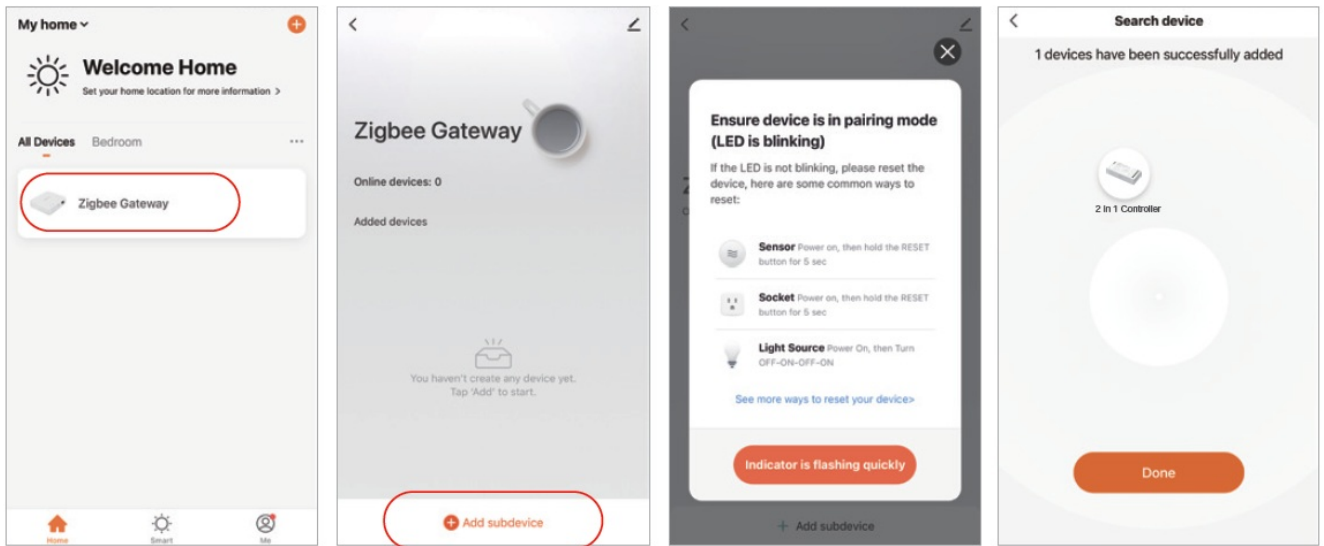 My home
Welcome Home
Set your home location for more information >
All Devices Bedroom ...
Zigbee Gateway
Home Smart Me
Zigbee Gateway
Online devices: 0
Added devices
You haven't create any device yet.
Tap 'Add' to start.
Add subdevice
Ensure device is in pairing mode
(LED is blinking)
If the LED is not blinking, please reset the
device, here are some common ways to
reset:
Sensor Power on, then hold the RESET
button for 5 sec
Socket Power on, then hold the RESET
button for 5 sec
Light Source Power On, then Turn
OFF-ON-OFF-ON
See more ways to reset your device>
Indicator is flashing quickly
+ Add subdevice
Search device
1 devices have been successfully added
2 In 1 Controller
Done